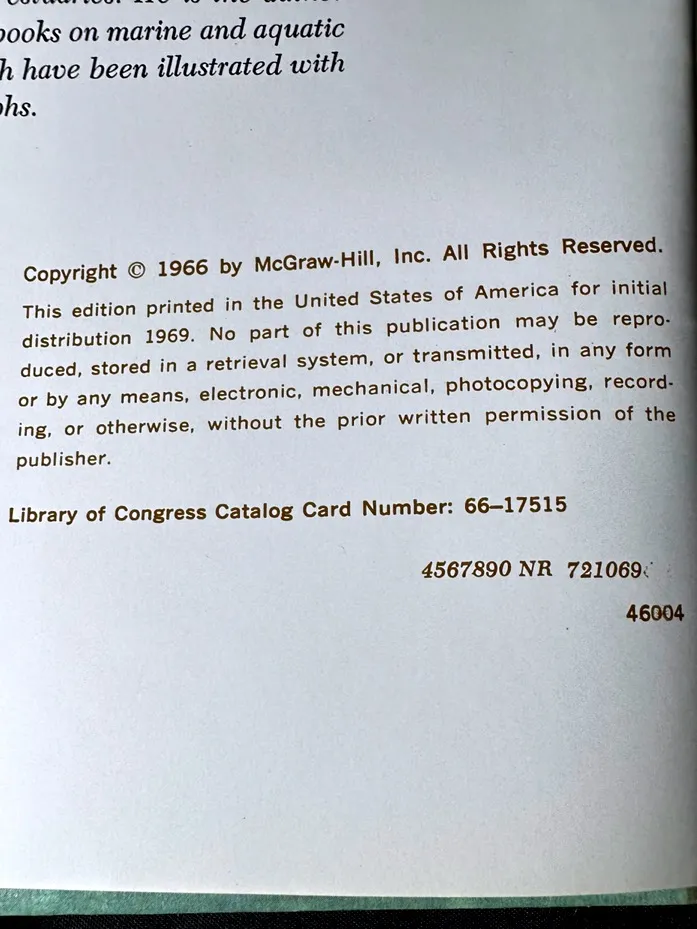 books on marine and aquatic
have been illustrated with
Copyright © 1966 by McGraw-Hill, Inc. All Rights Reserved.
This edition printed in the United States of America for initial
distribution 1969. No part of this publication may be repro-
duced, stored in a retrieval system, or transmitted, in any form
or by any means, electronic, mechanical, photocopying, record-
ing, or otherwise, without the prior written permission of the
publisher.
Library of Congress Catalog Card Number: 66–17515
4567890 NR 721069
46004